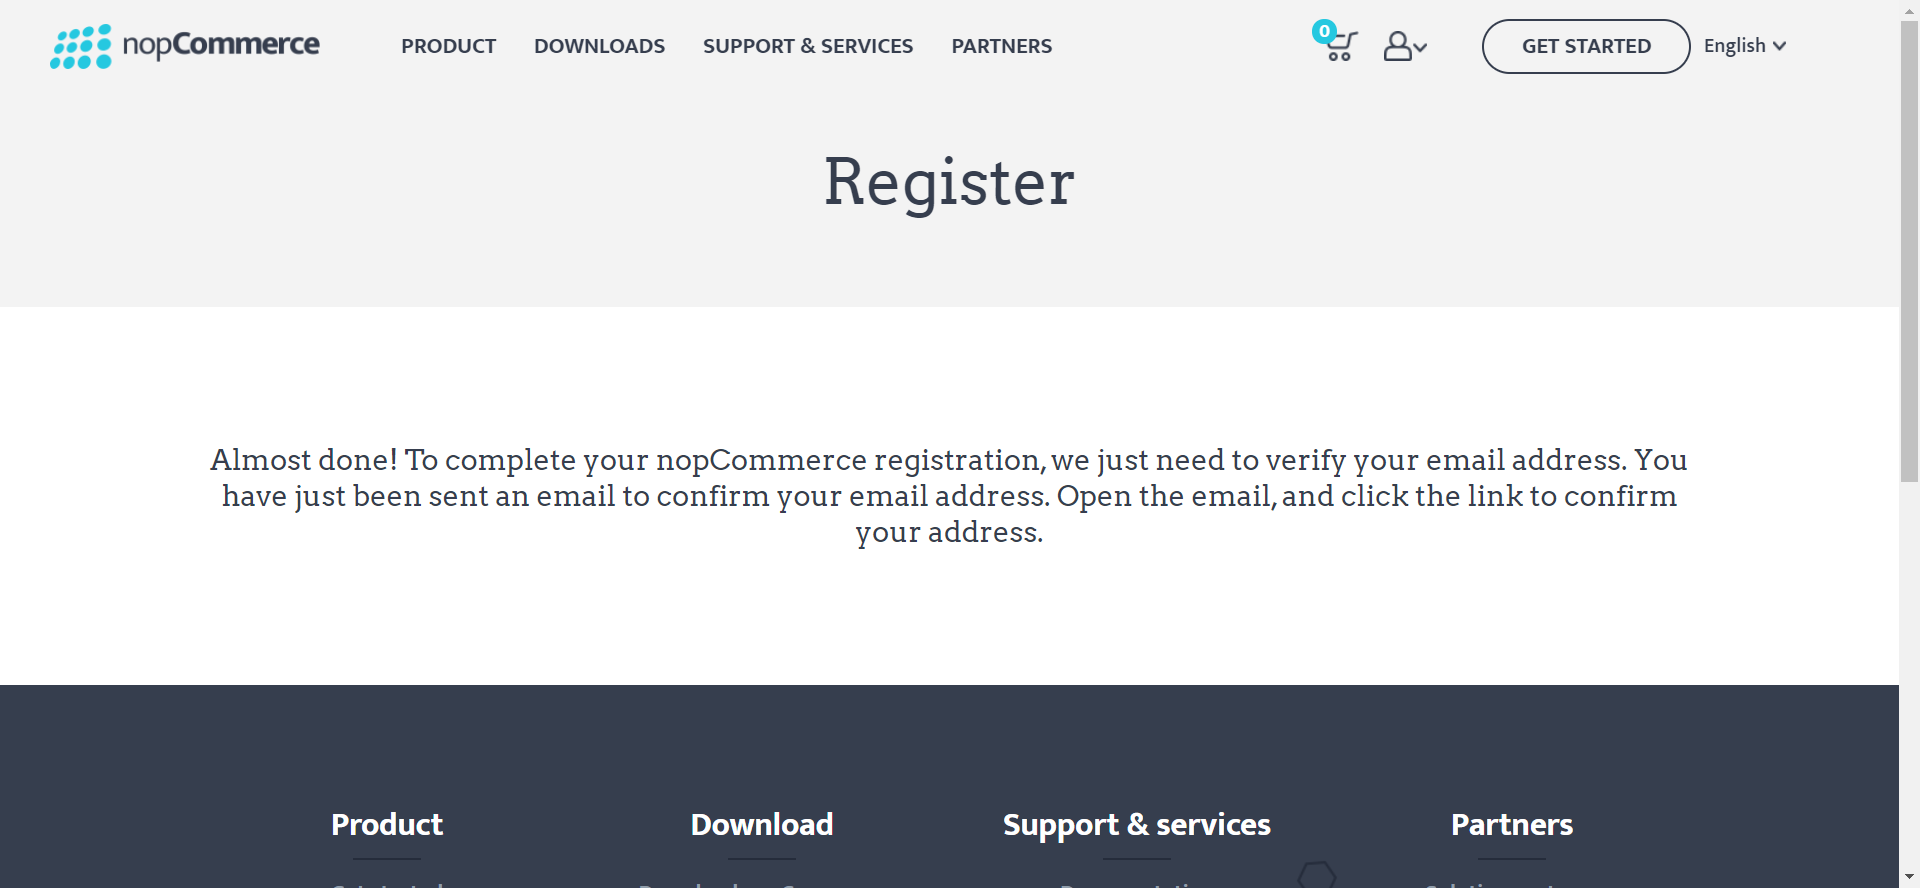 nopCommerce
PRODUCT
DOWNLOADS
SUPPORT & SERVICES
PARTNERS
0
GET STARTED
English
Register
Almost done! To complete your nopCommerce registration, we just need to verify your email address. You
have just been sent an email to confirm your email address. Open the email, and click the link to confirm
your address.
Product
Download
Support & services
Partners